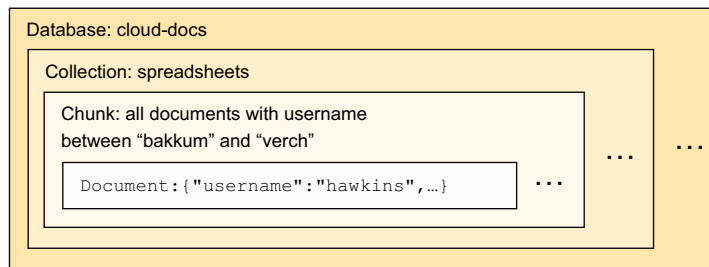 Database: cloud-docs
Collection: spreadsheets
Chunk: all documents with username
between “bakkum” and “verch”
Document:{"username":"hawkins",…}
...
...
...